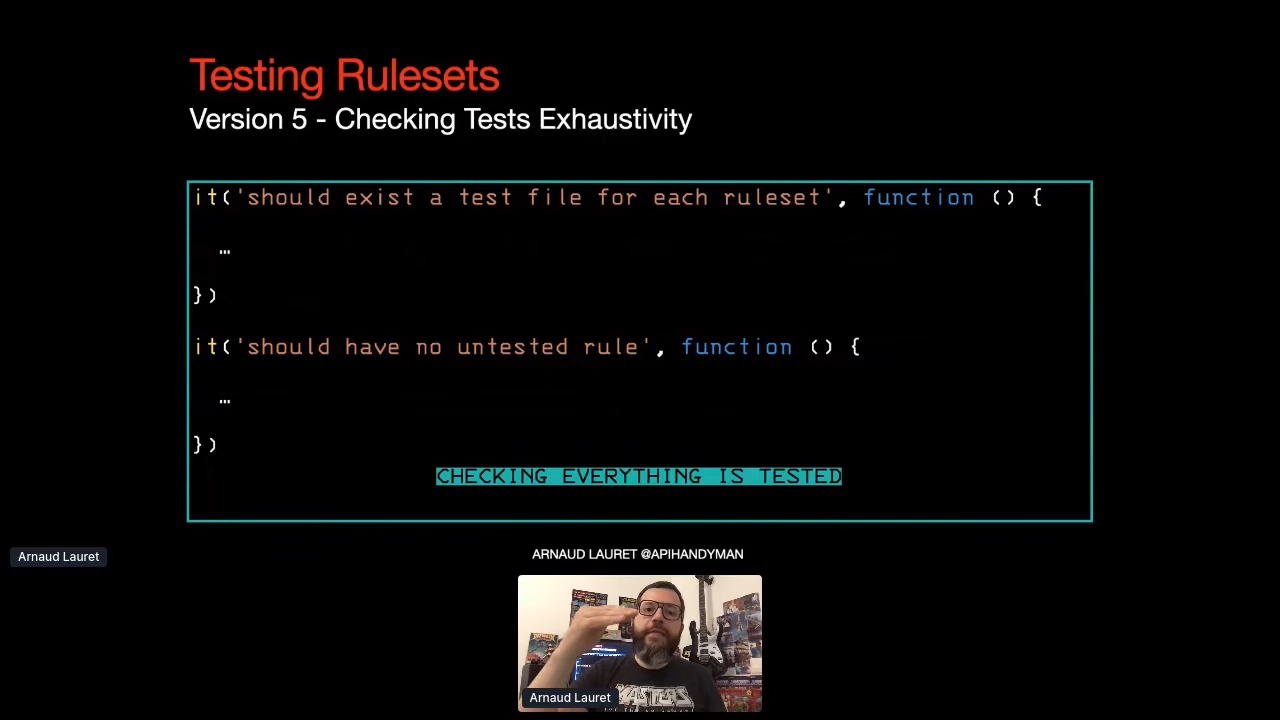 Testing Rulesets
Version 5 - Checking Tests Exhaustivity
it('should exist a test file for each ruleset', function () {
…
})
it('should have no untested rule', function () {
…
})
CHECKING EVERYTHING IS TESTED
Arnaud Lauret
ARNAUD LAURET @APIHANDYMAN
MASTERS
Arnaud Lauret